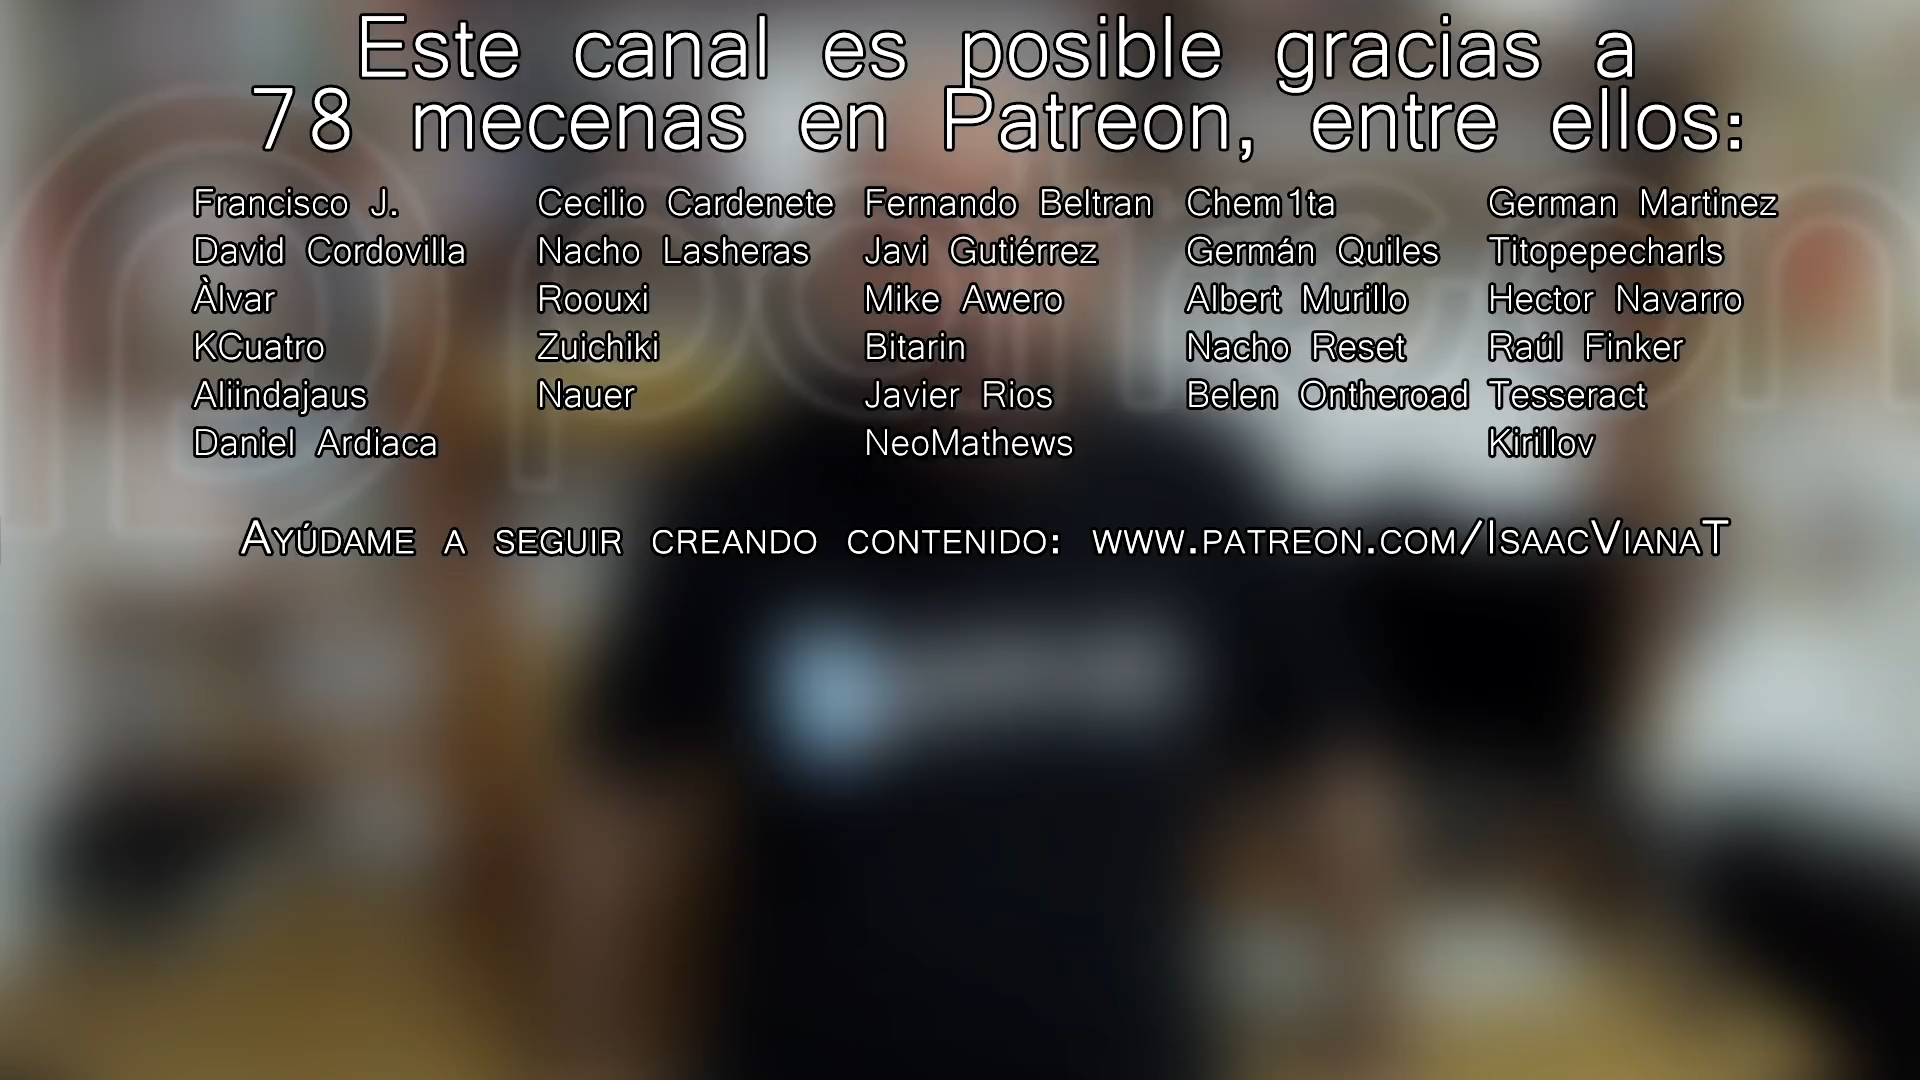 Este canal es posible gracias a
78 mecenas en Patreon, entre ellos:
Francisco J. Cecilio Cardenete Fernando Beltran Chem1ta German Martinez
David Cordovilla Nacho Lasheras Javi Gutiérrez Germán Quiles Titopepecharls
Àlvar Roouxi Mike Awero Albert Murillo Hector Navarro
KCuatro Zuichiki Bitarin Nacho Reset Raúl Finker
Aliindajaus Nauer Javier Rios Belen Ontheroad Tesseract
Daniel Ardiaca NeoMathews Kirillov
Ayúdame a seguir creando contenido: www.patreon.com/IsaacVianaT